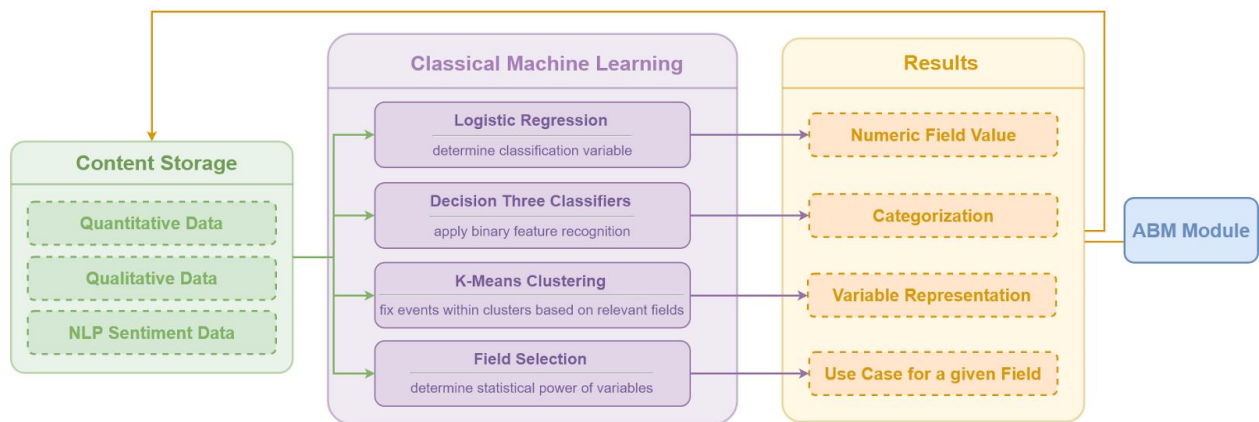 Classical Machine Learning
Results
Logistic Regression
determine classification variable
Numeric Field Value
Content Storage
Quantitative Data
Qualitative Data
NLP Sentiment Data
Decision Three Classifiers
apply binary feature recognition
Categorization
ABM Module
K-Means Clustering
fix events within clusters based on relevant fields
Variable Representation
Field Selection
determine statistical power of variables
Use Case for a given Field